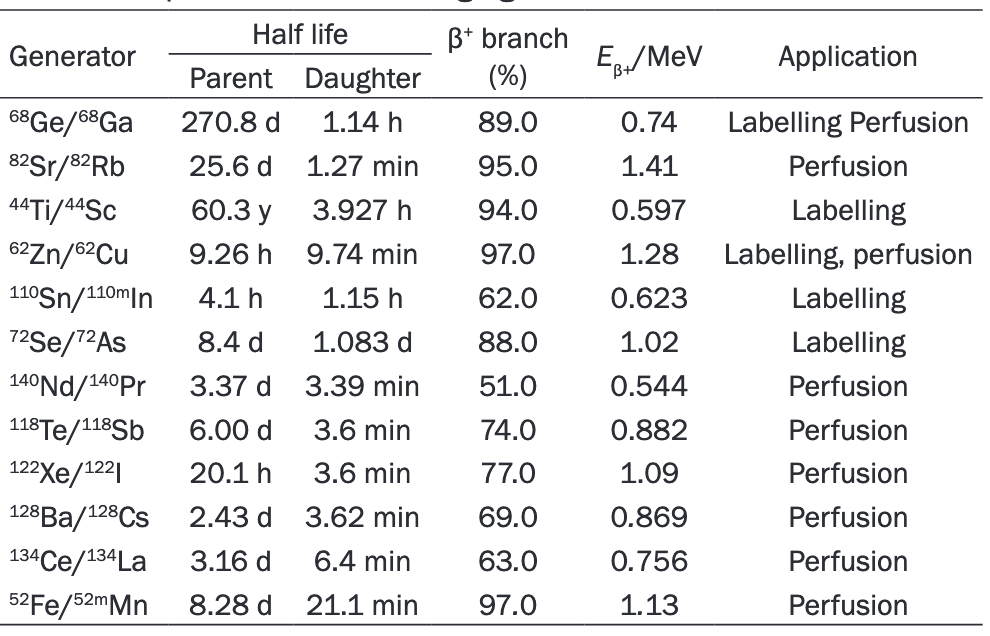 Generator Half life β⁺ branch (%) Eβ+/MeV Application
Parent Daughter
⁶⁸Ge/⁶⁸Ga 270.8 d 1.14 h 89.0 0.74 Labelling Perfusion
⁸²Sr/⁸²Rb 25.6 d 1.27 min 95.0 1.41 Perfusion
⁴⁴Ti/⁴⁴Sc 60.3 y 3.927 h 94.0 0.597 Labelling
⁶²Zn/⁶²Cu 9.26 h 9.74 min 97.0 1.28 Labelling, perfusion
¹¹⁰Sn/¹¹⁰ᵐIn 4.1 h 1.15 h 62.0 0.623 Labelling
⁷²Se/⁷²As 8.4 d 1.083 d 88.0 1.02 Labelling
¹⁴⁰Nd/¹⁴⁰Pr 3.37 d 3.39 min 51.0 0.544 Perfusion
¹¹⁸Te/¹¹⁸Sb 6.00 d 3.6 min 74.0 0.882 Perfusion
¹²²Xe/¹²²I 20.1 h 3.6 min 77.0 1.09 Perfusion
¹²⁸Ba/¹²⁸Cs 2.43 d 3.62 min 69.0 0.869 Perfusion
¹³⁴Ce/¹³⁴La 3.16 d 6.4 min 63.0 0.756 Perfusion
⁵²Fe/⁵²ᵐMn 8.28 d 21.1 min 97.0 1.13 Perfusion